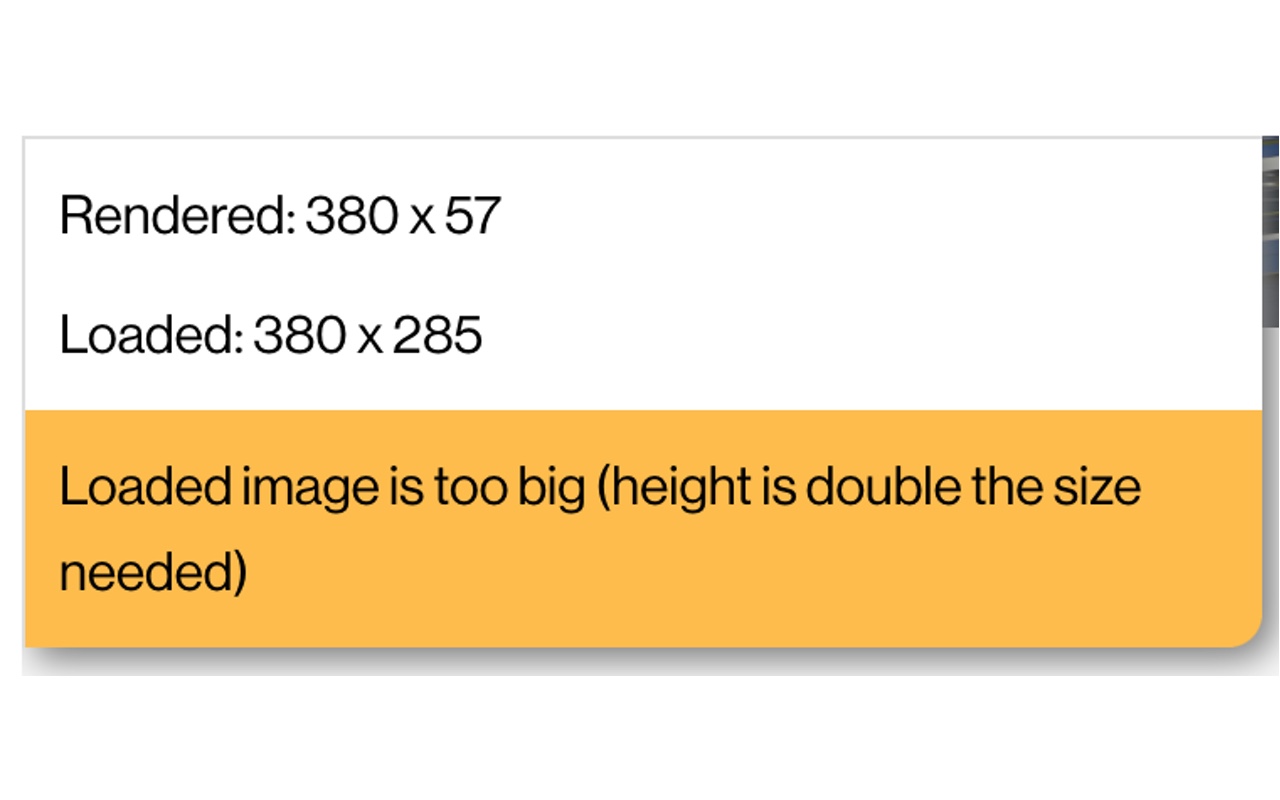 Rendered: 380 x 57
Loaded: 380 x 285
Loaded image is too big (height is double the size
needed)